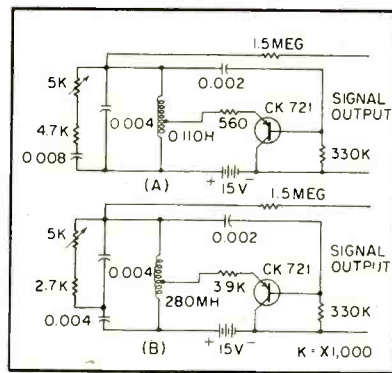 1.5MEG
5K
0.002
4.7K
0.004
0.110H
560
CK 721
SIGNAL
OUTPUT
330K
0.008
(A)
+ 15V -
1.5MEG
5K
0.002
2.7K
0.004
280MH
39K
CK 721
SIGNAL
OUTPUT
330K
0.004
(B)
+ 15V -
K = X1,000